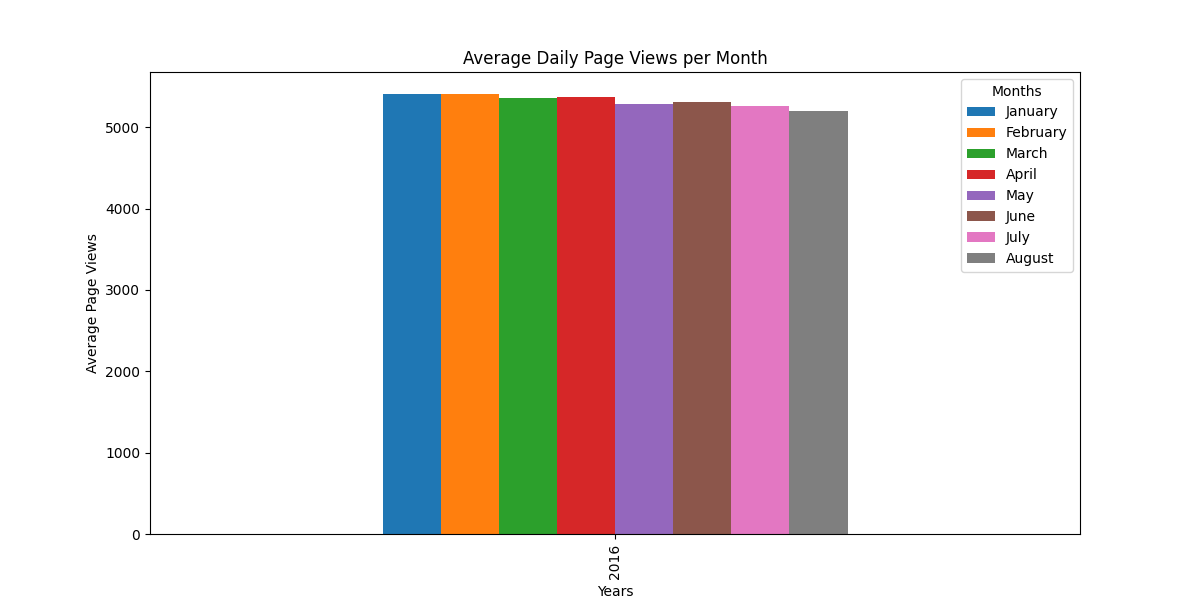 Average Daily Page Views per Month
Average Page Views
5000
4000
3000
2000
1000
0
2016
Years
Months
January
February
March
April
May
June
July
August